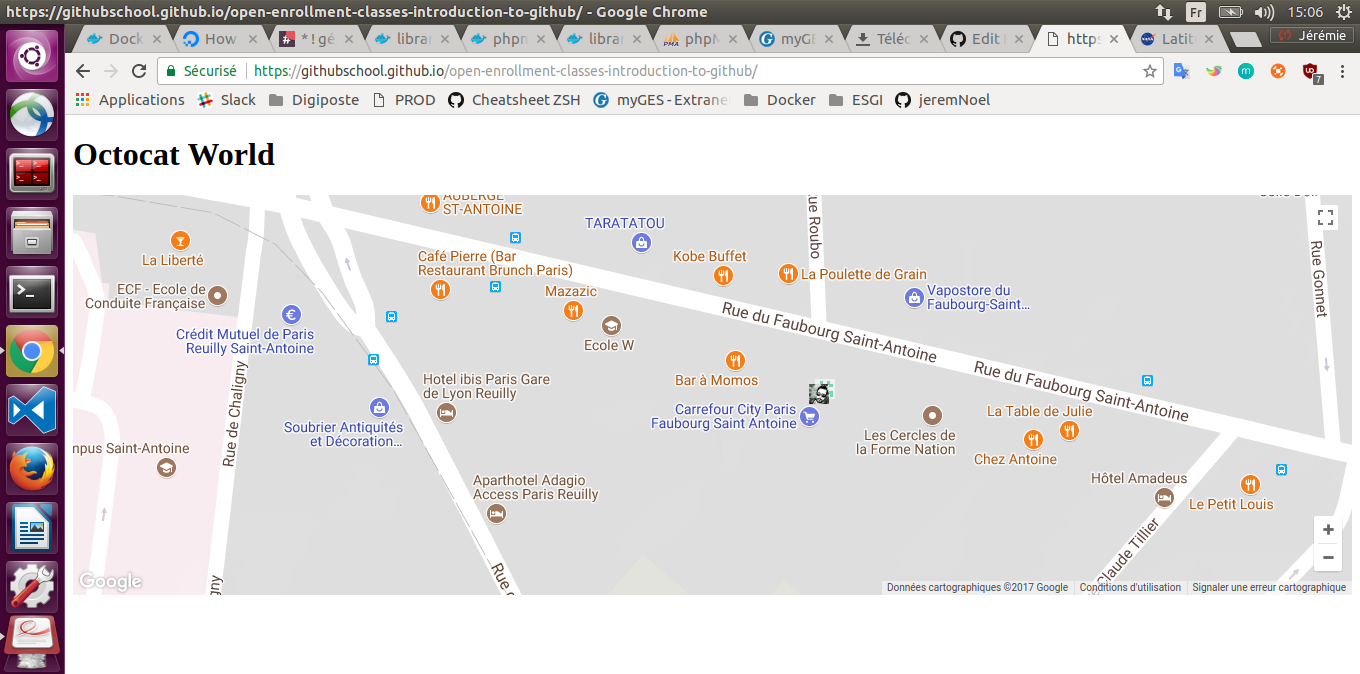 https://githubschool.github.io/open-enrollment-classes-introduction-to-github/ - Google Chrome
Fr
15:06
Dock
How
*!gé
librar
phpm
librar
phpM
myGE
Téléc
Edit
https
Latit
Jérémie
Sécurisé
https://githubschool.github.io/open-enrollment-classes-introduction-to-github/
7
Applications
Slack
Digiposte
PROD
Cheatsheet ZSH
myGES - Extrane
Docker
ESGI
jeremNoel
Octocat World
AUBERGE
ST-ANTOINE
TARATATOU
Rue Roubo
La Liberté
Café Pierre (Bar
Restaurant Brunch Paris)
Kobe Buffet
La Poulette de Grain
Rue Gonnet
ECF - Ecole de
Conduite Française
Mazazic
Vapostore du
Faubourg-Saint...
Crédit Mutuel de Paris
Reuilly Saint-Antoine
Ecole W
Rue du Faubourg Saint-Antoine
Rue du Faubourg Saint-Antoine
Rue de Chaligny
Hotel ibis Paris Gare
de Lyon Reuilly
Bar à Momos
Soubrier Antiquités
et Décoration...
Carrefour City Paris
Faubourg Saint Antoine
La Table de Julie
Les Cercles de
la Forme Nation
Chez Antoine
mpus Saint-Antoine
Aparthotel Adagio
Access Paris Reuilly
Hôtel Amadeus
Le Petit Louis
Claude Tillier
Rue
gny
+
−
Google
Données cartographiques ©2017 Google
Conditions d'utilisation
Signaler une erreur cartographique